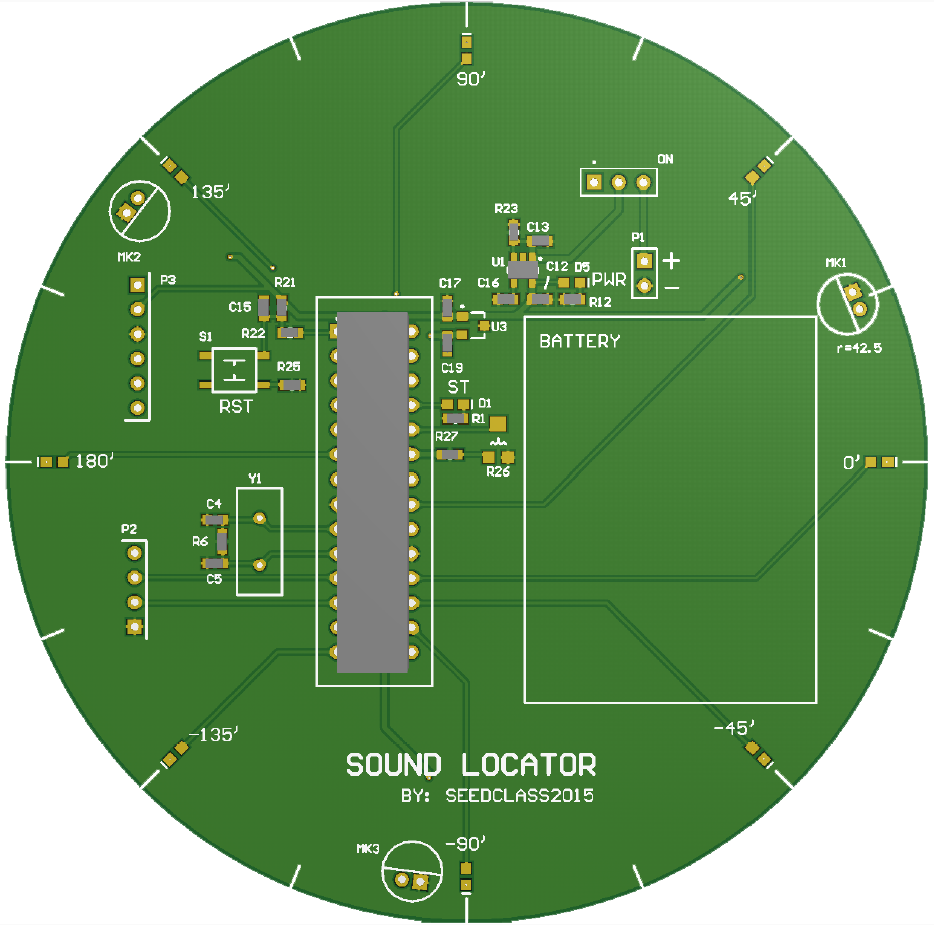 90'
ON
135'
45'
R23
C13
P1
MK2
U1
C12
D5
PWR
+
MK1
P3
R21
C17
C16
−
R12
C15
R22
U3
S1
BATTERY
r=42.5
R25
C19
RST
ST
D1
R1
R27
180'
0'
R26
Y1
C4
P2
R6
C5
-135'
-45'
SOUND LOCATOR
BY: SEEDCLASS2015
MK3
-90'